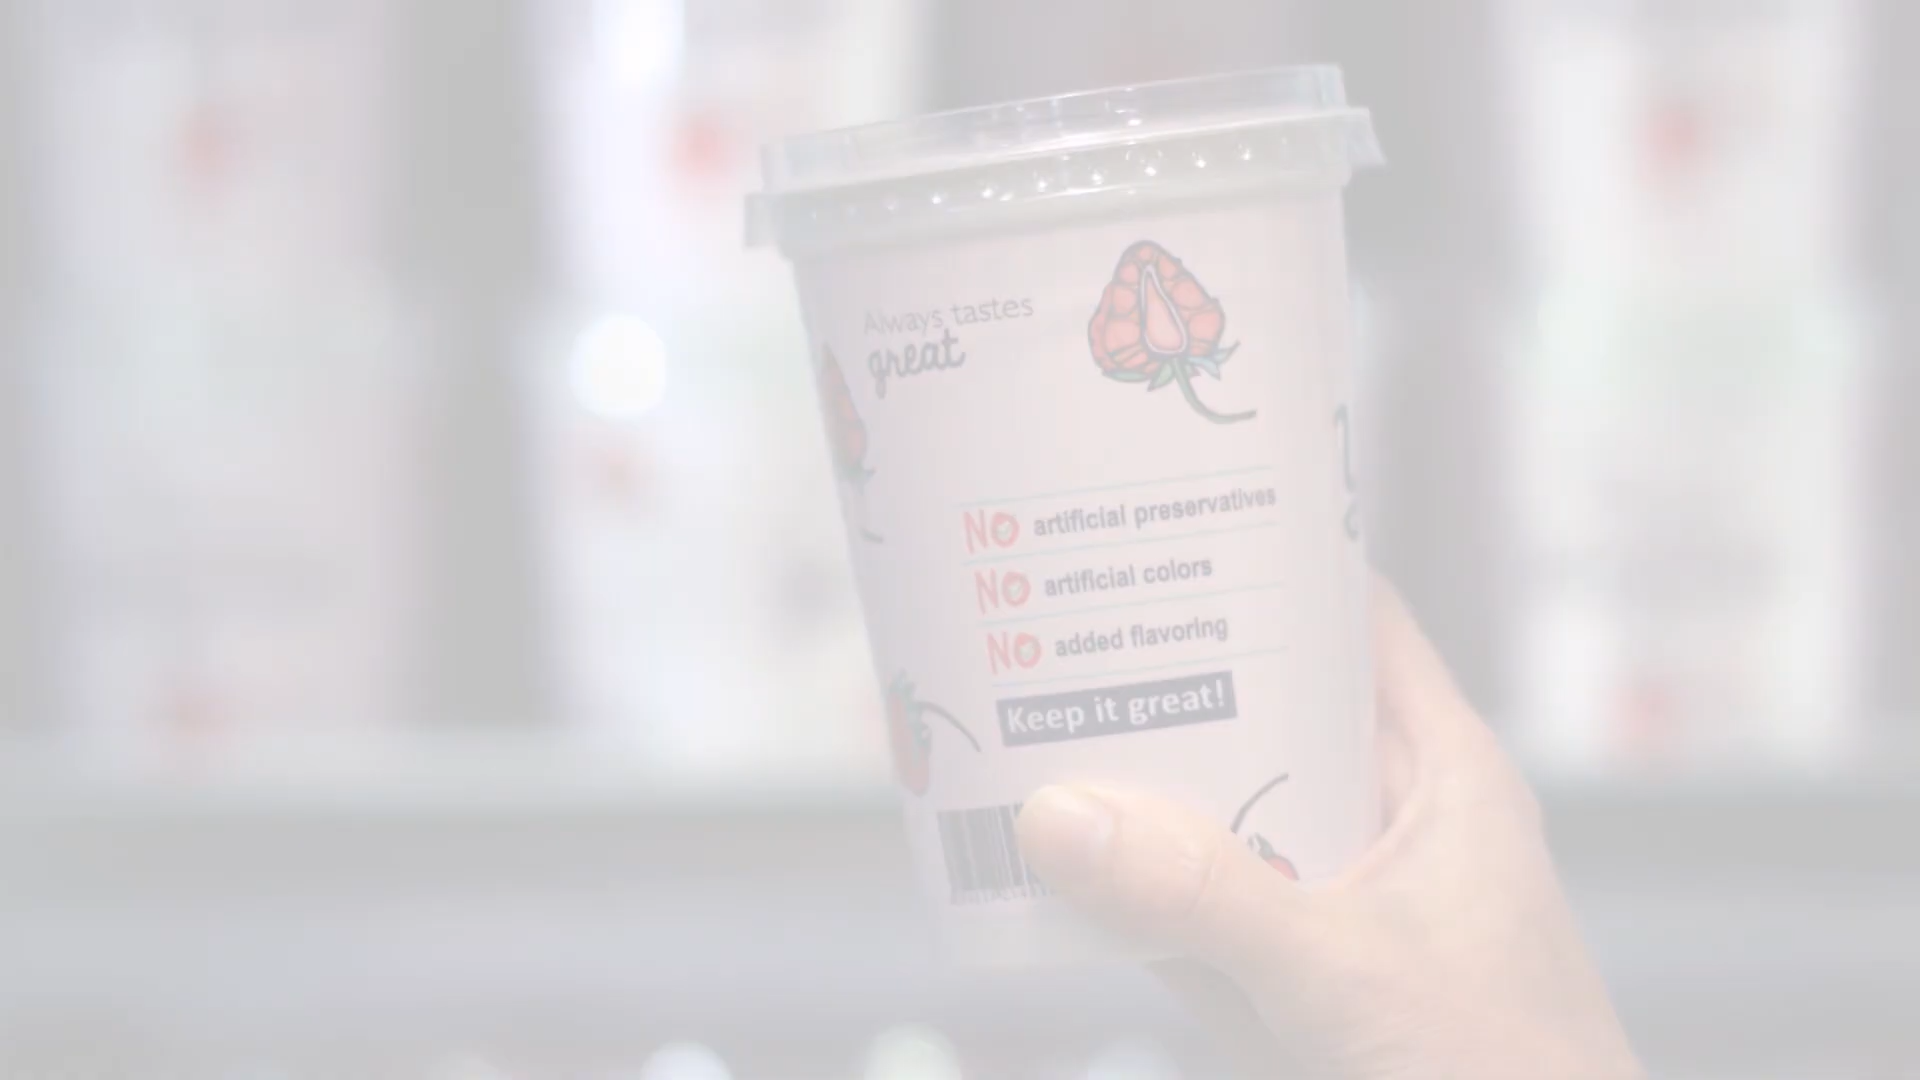 Always tastes
great
NO artificial preservatives
NO artificial colors
NO added flavoring
Keep it great!